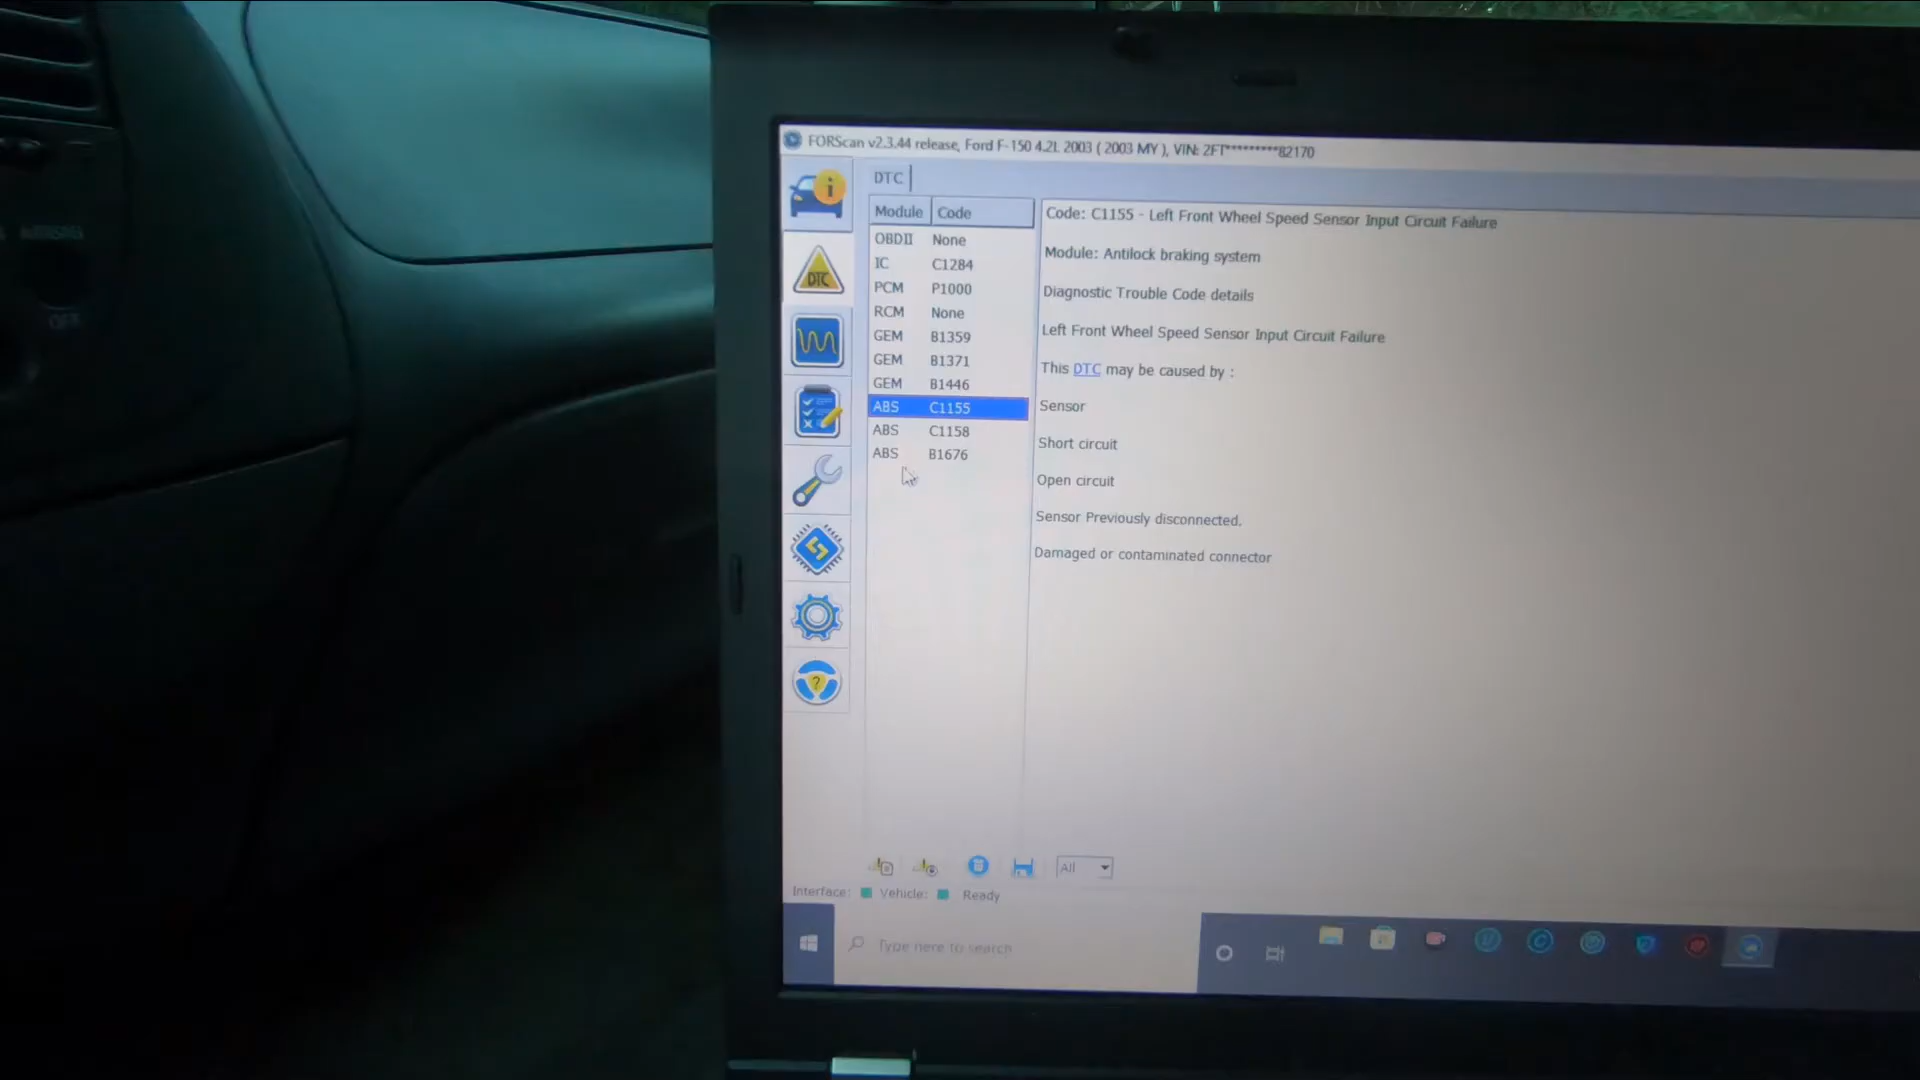 FORScan v2.3.44 release, Ford F-150 4.2L 2003 ( 2003 MY ), VIN: 2FT*********82170
DTC
Module Code
OBDII None
IC C1284
PCM P1000
RCM None
GEM B1359
GEM B1371
GEM B1446
ABS C1155
ABS C1158
ABS B1676
Code: C1155 - Left Front Wheel Speed Sensor Input Circuit Failure
Module: Antilock braking system
Diagnostic Trouble Code details
Left Front Wheel Speed Sensor Input Circuit Failure
This DTC may be caused by :
Sensor
Short circuit
Open circuit
Sensor Previously disconnected.
Damaged or contaminated connector
i
DTC
?
All
Interface: Vehicle: Ready
Type here to search
OFF